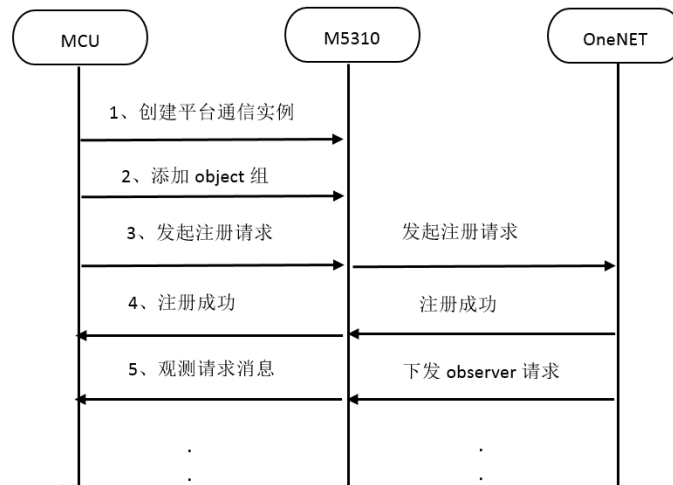 MCU
M5310
OneNET
1、创建平台通信实例
2、添加 object 组
3、发起注册请求
发起注册请求
4、注册成功
注册成功
5、观测请求消息
下发 observer 请求